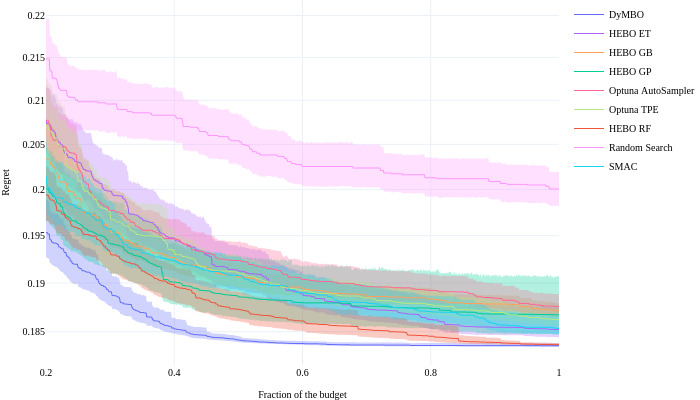 0.22
0.215
0.21
0.205
0.2
0.195
0.19
0.185
Regret
0.2
0.4
0.6
0.8
1
Fraction of the budget
DyMBO
HEBO ET
HEBO GB
HEBO GP
Optuna AutoSampler
Optuna TPE
HEBO RF
Random Search
SMAC